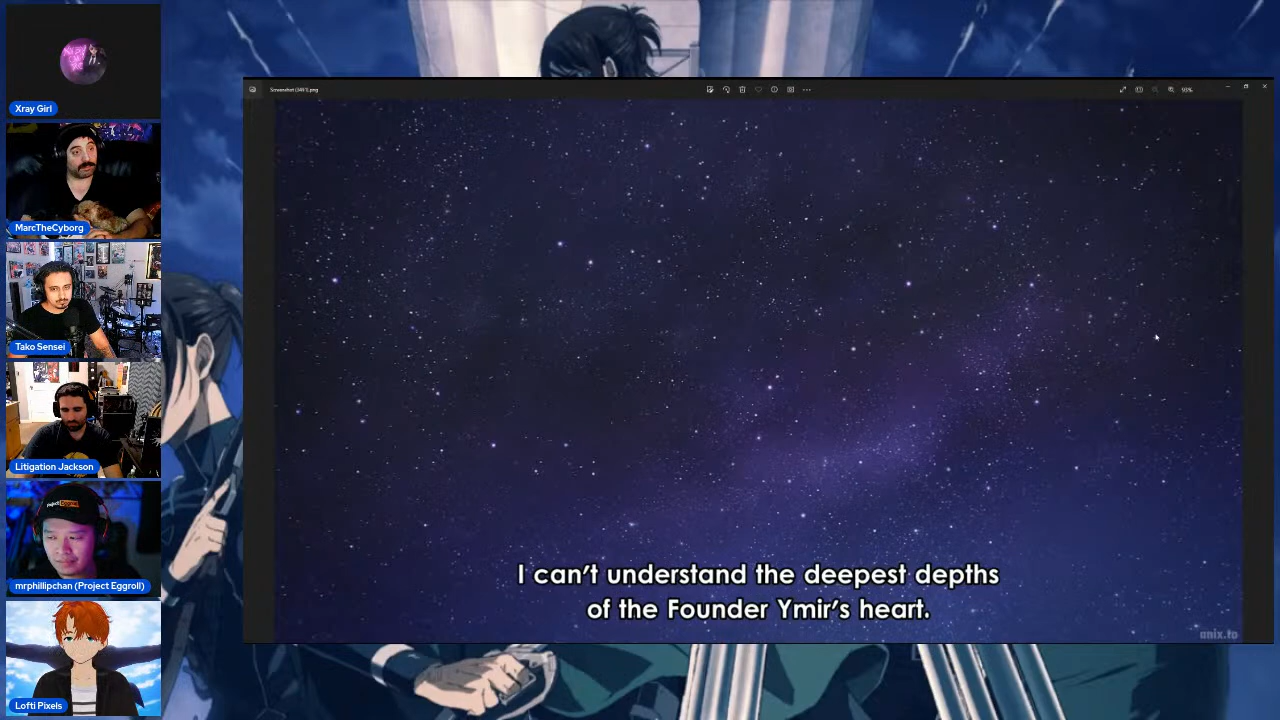 Xray Girl
MarcTheCyborg
Tako Sensei
Litigation Jackson
mrphillipchan (Project Eggroll)
Lofti Pixels
93%
I can't understand the deepest depths
of the Founder Ymir's heart.
anix.to